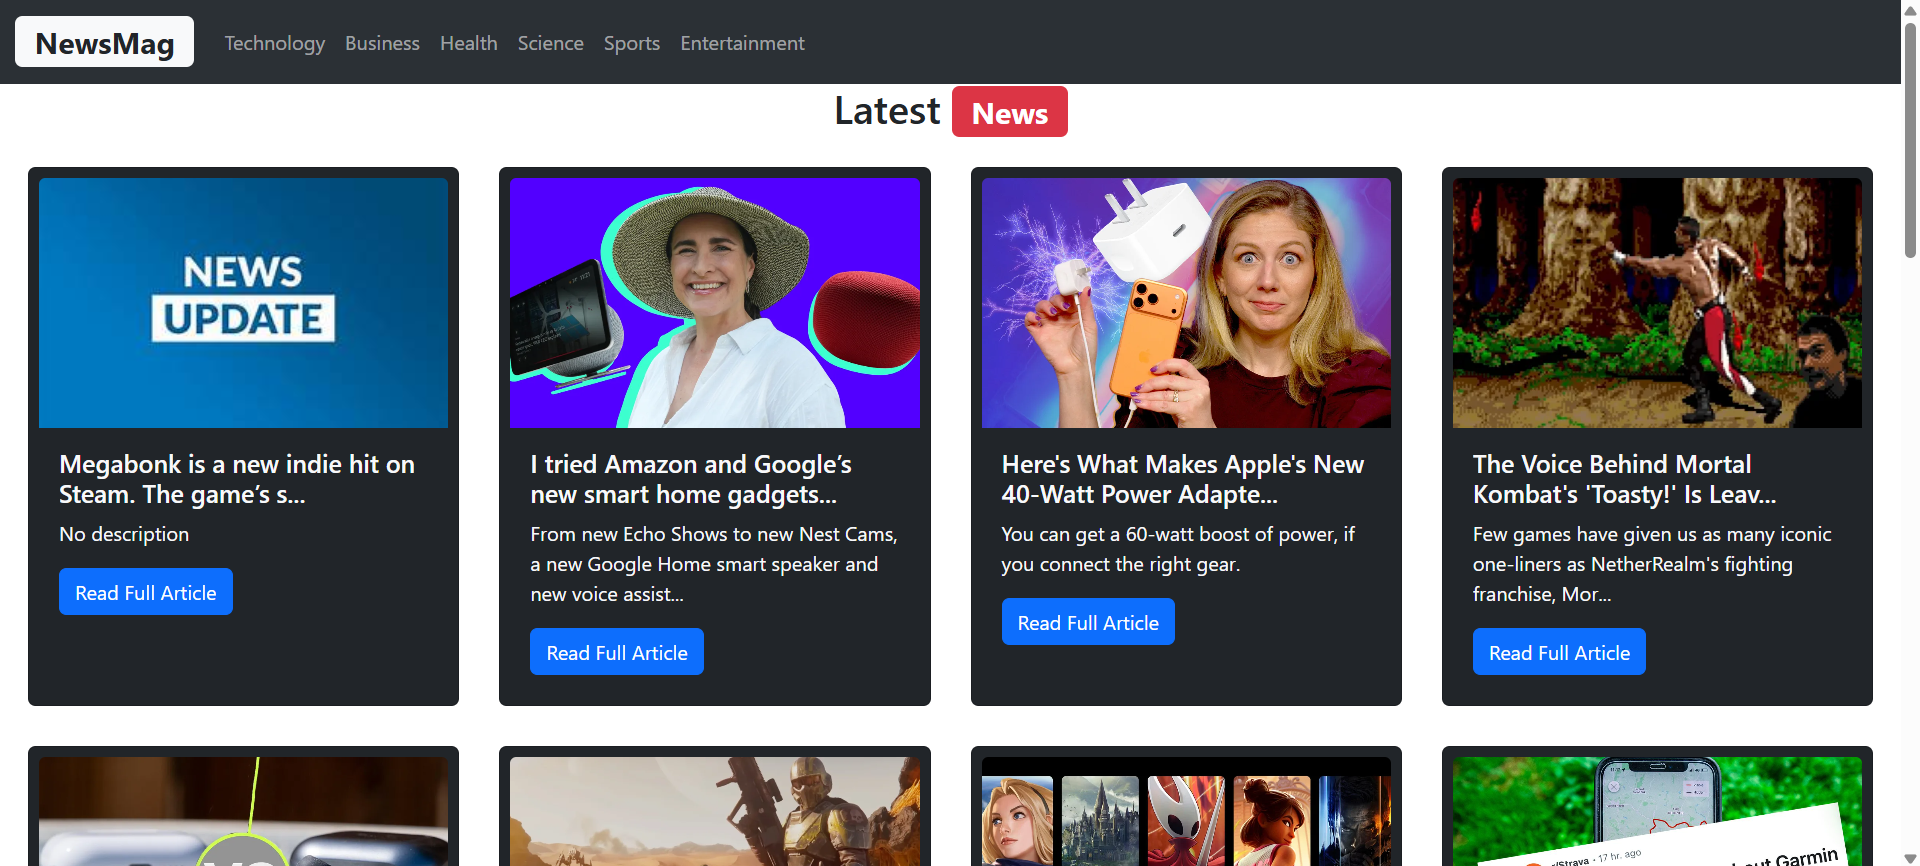 NewsMag
Technology Business Health Science Sports Entertainment
Latest News
NEWS
UPDATE
Megabonk is a new indie hit on
Steam. The game’s s...
No description
Read Full Article
I tried Amazon and Google’s
new smart home gadgets...
From new Echo Shows to new Nest Cams,
a new Google Home smart speaker and
new voice assist...
Read Full Article
Here's What Makes Apple's New
40-Watt Power Adapte...
You can get a 60-watt boost of power, if
you connect the right gear.
Read Full Article
The Voice Behind Mortal
Kombat's 'Toasty!' Is Leav...
Few games have given us as many iconic
one-liners as NetherRealm's fighting
franchise, Mor...
Read Full Article
r/Strava · 17 hr. ago
out Garmin